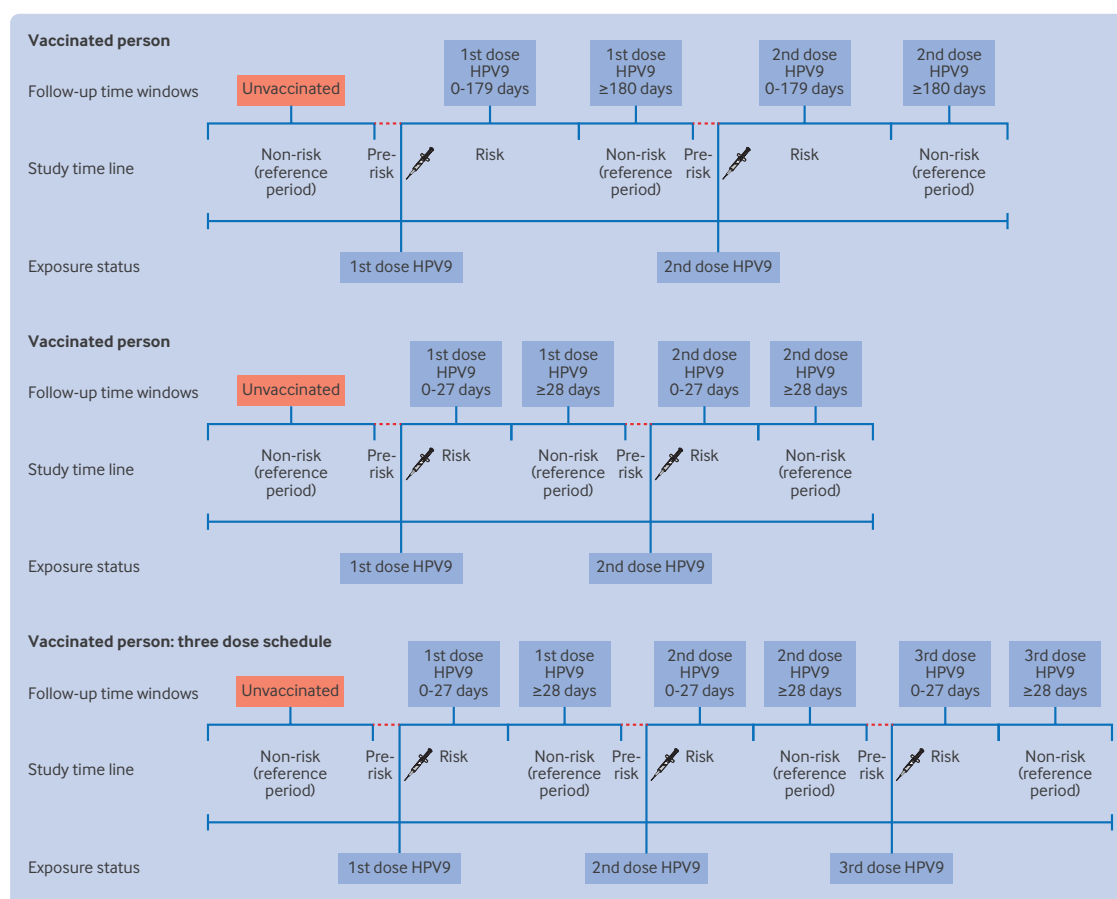 Vaccinated person
Follow-up time windows
Unvaccinated
1st dose
HPV9
0-179 days
1st dose
HPV9
≥180 days
2nd dose
HPV9
0-179 days
2nd dose
HPV9
≥180 days
Study time line
Non-risk
(reference
period)
Pre-
risk
Risk
Non-risk
(reference
period)
Pre-
risk
Risk
Non-risk
(reference
period)
Exposure status
1st dose HPV9
2nd dose HPV9
Vaccinated person
Follow-up time windows
Unvaccinated
1st dose
HPV9
0-27 days
1st dose
HPV9
≥28 days
2nd dose
HPV9
0-27 days
2nd dose
HPV9
≥28 days
Study time line
Non-risk
(reference
period)
Pre-
risk
Risk
Non-risk
(reference
period)
Pre-
risk
Risk
Non-risk
(reference
period)
Exposure status
1st dose HPV9
2nd dose HPV9
Vaccinated person: three dose schedule
Follow-up time windows
Unvaccinated
1st dose
HPV9
0-27 days
1st dose
HPV9
≥28 days
2nd dose
HPV9
0-27 days
2nd dose
HPV9
≥28 days
3rd dose
HPV9
0-27 days
3rd dose
HPV9
≥28 days
Study time line
Non-risk
(reference
period)
Pre-
risk
Risk
Non-risk
(reference
period)
Pre-
risk
Risk
Non-risk
(reference
period)
Pre-
risk
Risk
Non-risk
(reference
period)
Exposure status
1st dose HPV9
2nd dose HPV9
3rd dose HPV9